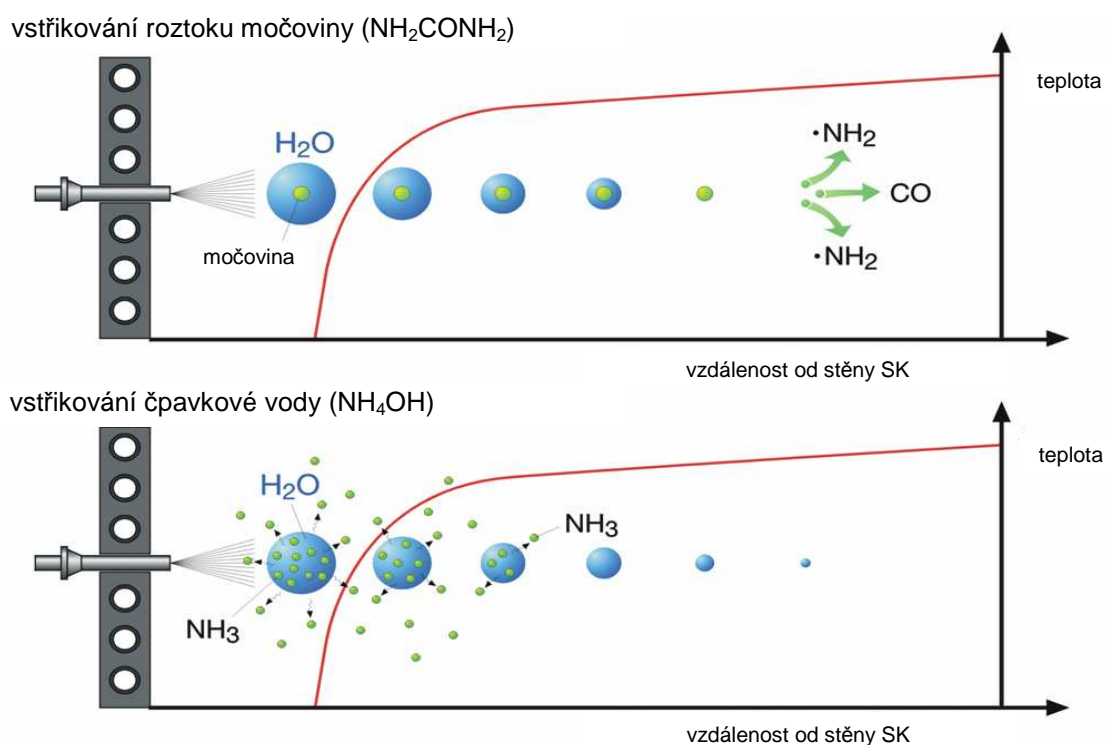 vstřikování roztoku močoviny (NH₂CONH₂)
teplota
H₂O
·NH₂
CO
močovina
·NH₂
vzdálenost od stěny SK
vstřikování čpavkové vody (NH₄OH)
teplota
H₂O
NH₃
NH₃
vzdálenost od stěny SK